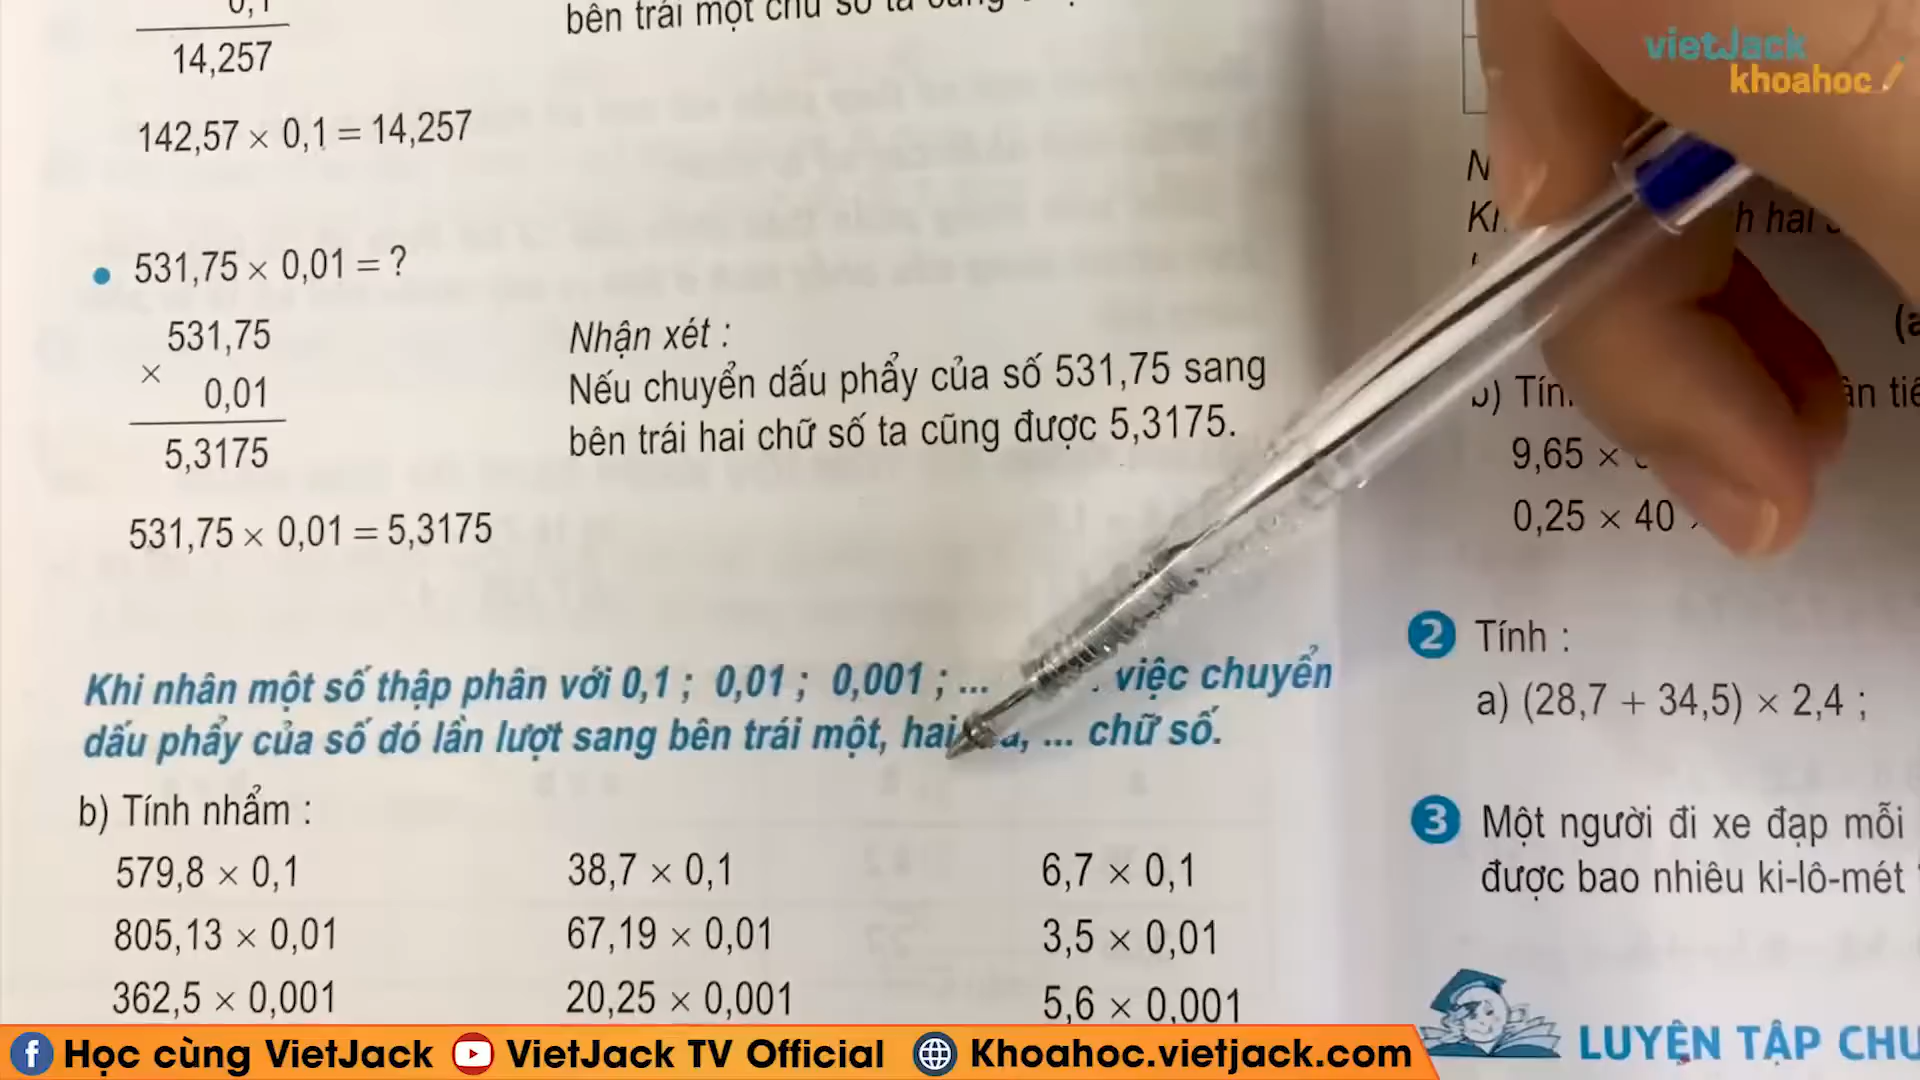 0,1
14,257
bên trái một chữ số ta cũng
142,57 × 0,1 = 14,257
• 531,75 × 0,01 = ?
531,75
×
0,01
5,3175
Nhận xét :
Nếu chuyển dấu phẩy của số 531,75 sang
bên trái hai chữ số ta cũng được 5,3175.
531,75 × 0,01 = 5,3175
Khi nhân một số thập phân với 0,1 ; 0,01 ; 0,001 ; ... việc chuyển
dấu phẩy của số đó lần lượt sang bên trái một, hai, ... chữ số.
b) Tính nhẩm :
579,8 × 0,1 38,7 × 0,1 6,7 × 0,1
805,13 × 0,01 67,19 × 0,01 3,5 × 0,01
362,5 × 0,001 20,25 × 0,001 5,6 × 0,001
vietJack
khoahoc
h hai
(a
9,65 ×
0,25 × 40
2 Tính :
a) (28,7 + 34,5) × 2,4 ;
3 Một người đi xe đạp mỗi
được bao nhiêu ki-lô-mét
LUYỆN TẬP CHU
Học cùng VietJack VietJack TV Official Khoahoc.vietjack.com